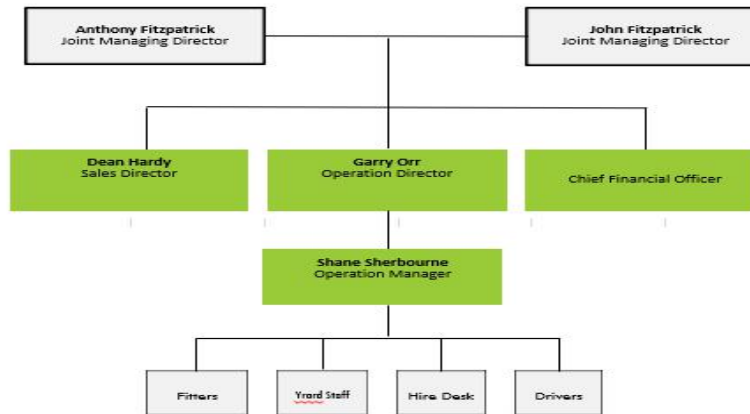 Anthony Fitzpatrick
Joint Managing Director
John Fitzpatrick
Joint Managing Director
Dean Hardy
Sales Director
Garry Orr
Operation Director
Chief Financial Officer
Shane Sherbourne
Operation Manager
Fitters
Yrard Staff
Hire Desk
Drivers